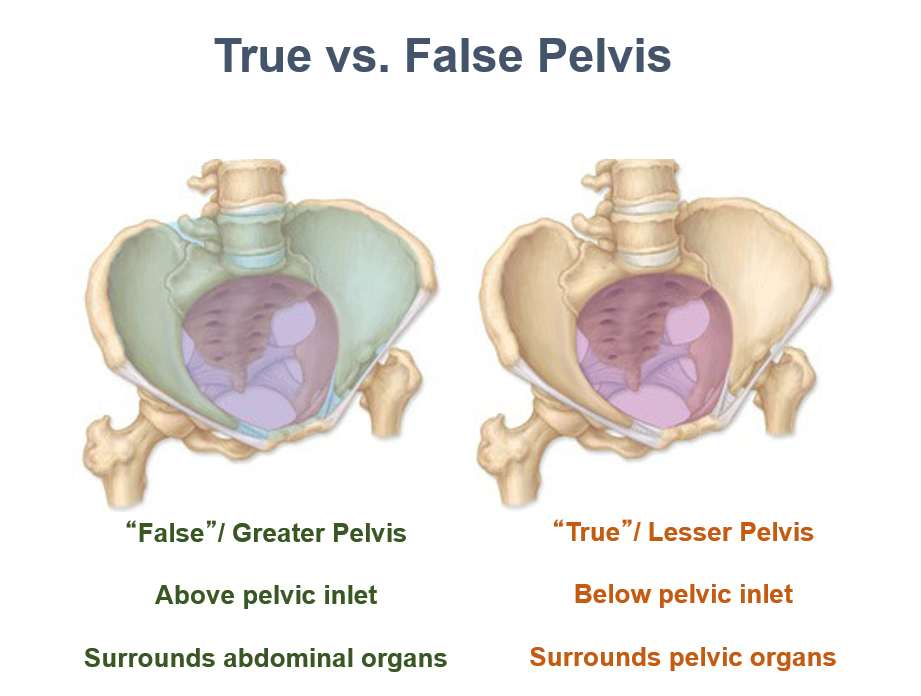 True vs. False Pelvis
“False”/ Greater Pelvis
“True”/ Lesser Pelvis
Above pelvic inlet
Below pelvic inlet
Surrounds abdominal organs
Surrounds pelvic organs